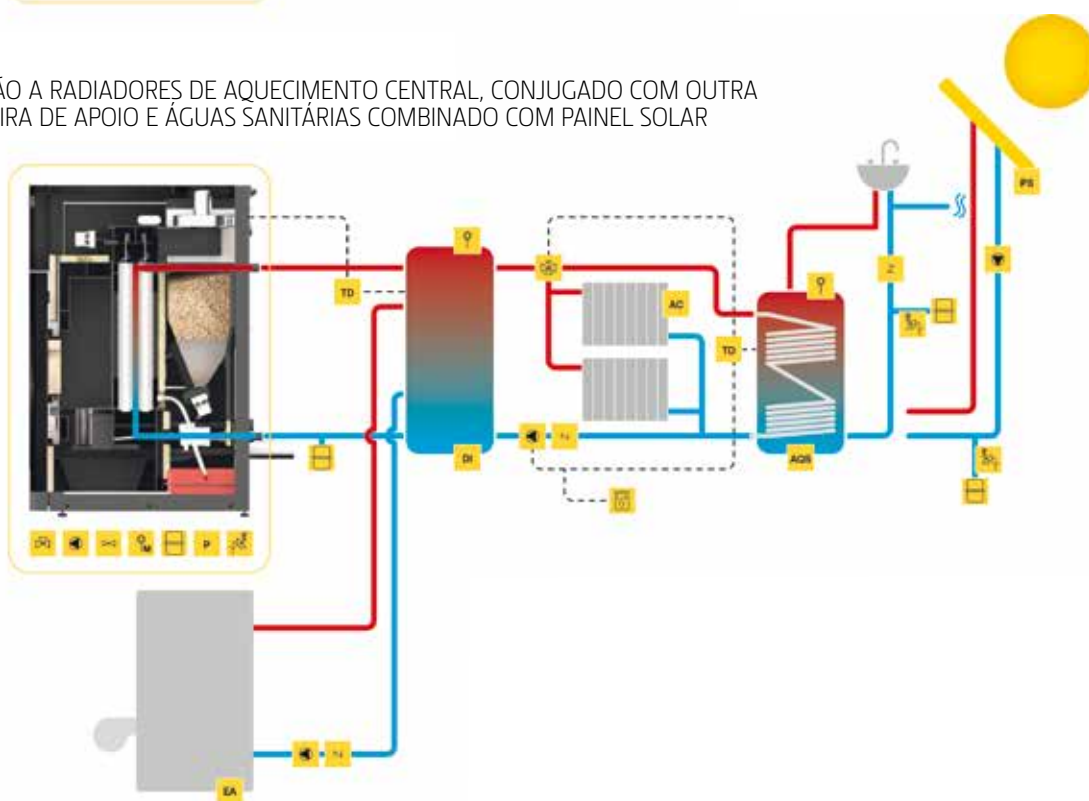 ÃO A RADIADORES DE AQUECIMENTO CENTRAL, CONJUGADO COM OUTRA
IRA DE APOIO E ÁGUAS SANITÁRIAS COMBINADO COM PAINEL SOLAR
PS
TD
AC
TD
DI
AQS
M
P
EA